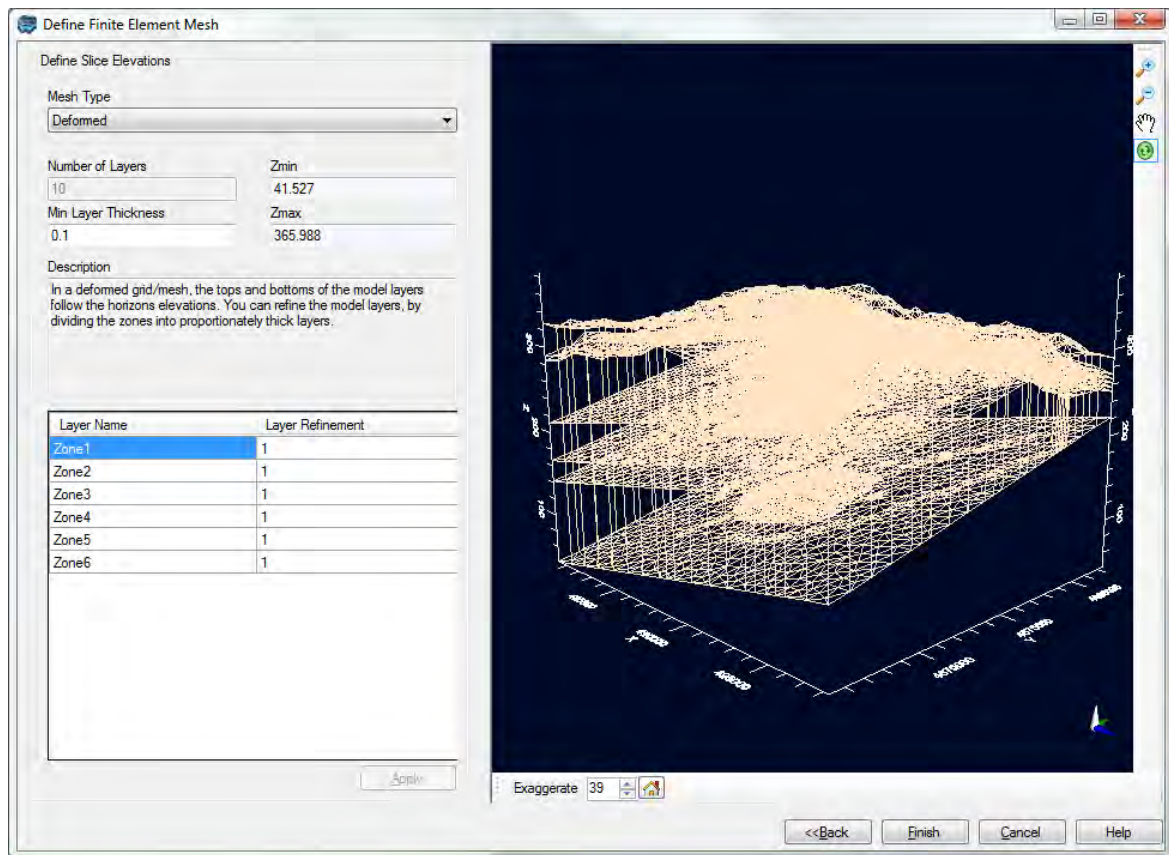 Define Finite Element Mesh
Define Slice Elevations
Mesh Type
Deformed
Number of Layers
Zmin
10
41.527
Min Layer Thickness
Zmax
0.1
365.988
Description
In a deformed grid/mesh, the tops and bottoms of the model layers
follow the horizons elevations. You can refine the model layers, by
dividing the zones into proportionately thick layers.
Layer Name Layer Refinement
Zone1 1
Zone2 1
Zone3 1
Zone4 1
Zone5 1
Zone6 1
Apply
X
Y
Exaggerate 39
<<Back Finish Cancel Help